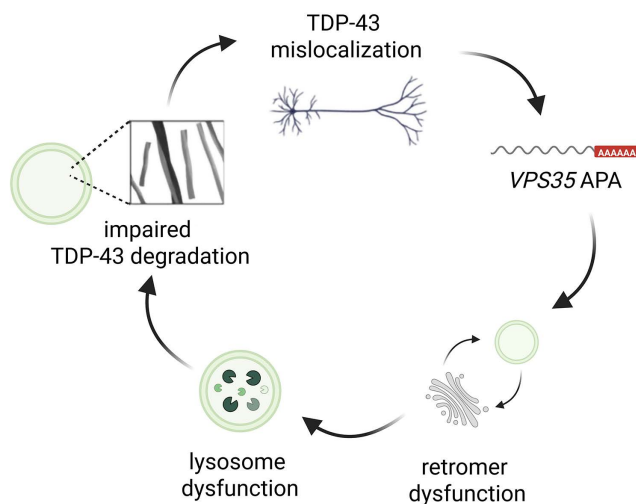 TDP-43
mislocalization
AAAAAA
VPS35 APA
retromer
dysfunction
lysosome
dysfunction
impaired
TDP-43 degradation